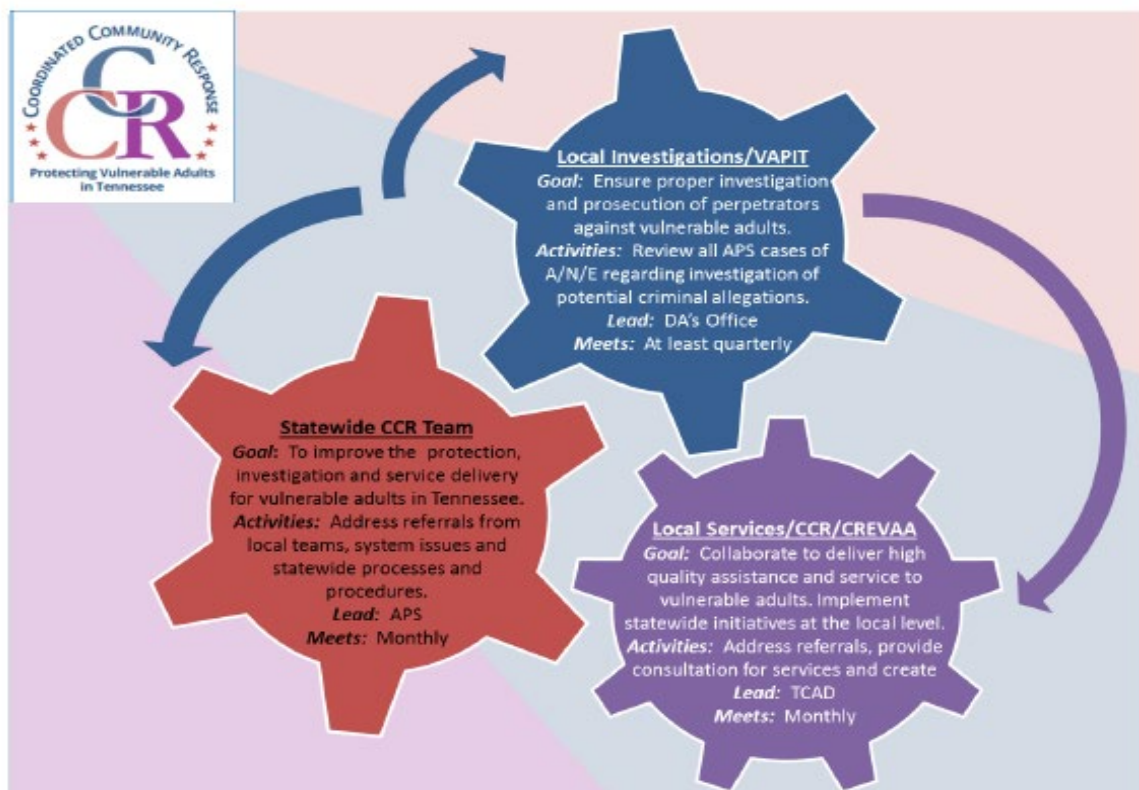 COORDINATED COMMUNITY RESPONSE
CCR
Protecting Vulnerable Adults
in Tennessee
Local Investigations/VAPIT
Goal: Ensure proper investigation
and prosecution of perpetrators
against vulnerable adults.
Activities: Review all APS cases of
A/N/E regarding investigation of
potential criminal allegations.
Lead: DA's Office
Meets: At least quarterly
Statewide CCR Team
Goal: To improve the protection,
investigation and service delivery
for vulnerable adults in Tennessee.
Activities: Address referrals from
local teams, system issues and
statewide processes and
procedures.
Lead: APS
Meets: Monthly
Local Services/CCR/CREVAA
Goal: Collaborate to deliver high
quality assistance and service to
vulnerable adults. Implement
statewide initiatives at the local level.
Activities: Address referrals, provide
consultation for services and create
Lead: TCAD
Meets: Monthly